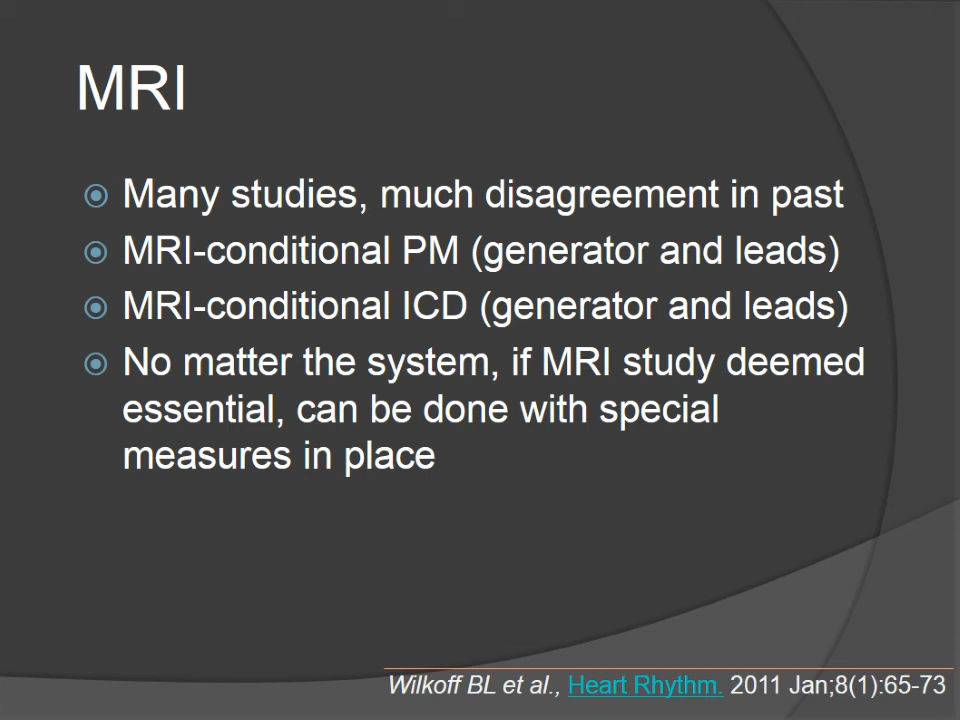 MRI
Many studies, much disagreement in past
MRI-conditional PM (generator and leads)
MRI-conditional ICD (generator and leads)
No matter the system, if MRI study deemed
essential, can be done with special
measures in place
Wilkoff BL et al., Heart Rhythm. 2011 Jan;8(1):65-73